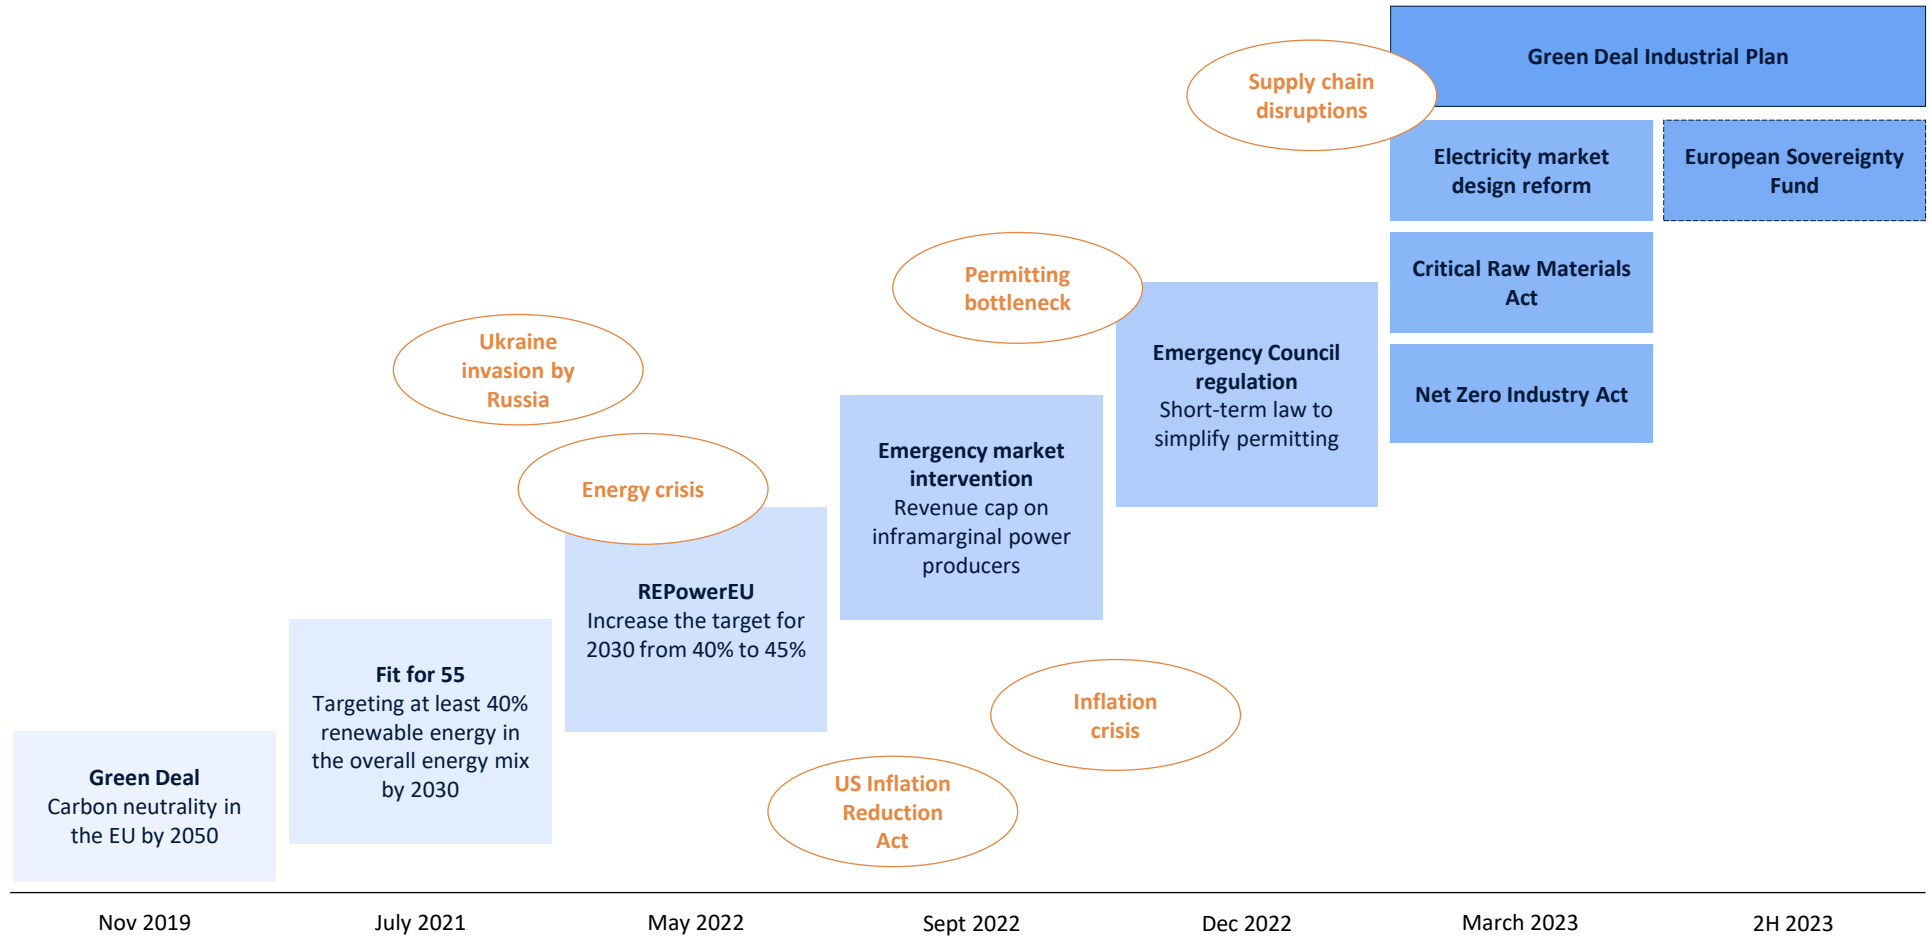 Green Deal Industrial Plan
Supply chain
disruptions
Electricity market
design reform
European Sovereignty
Fund
Critical Raw Materials
Act
Net Zero Industry Act
Permitting
bottleneck
Emergency Council
regulation
Short-term law to
simplify permitting
Ukraine
invasion by
Russia
Energy crisis
Emergency market
intervention
Revenue cap on
inframarginal power
producers
REPowerEU
Increase the target for
2030 from 40% to 45%
Fit for 55
Targeting at least 40%
renewable energy in
the overall energy mix
by 2030
Inflation
crisis
US Inflation
Reduction
Act
Green Deal
Carbon neutrality in
the EU by 2050
Nov 2019
July 2021
May 2022
Sept 2022
Dec 2022
March 2023
2H 2023